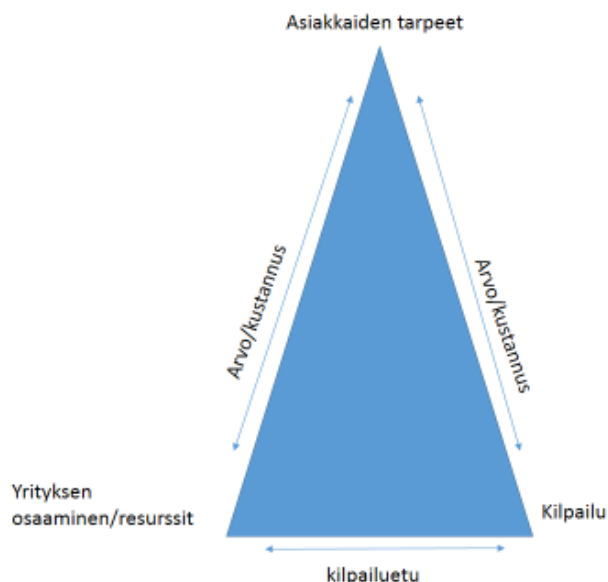 Asiakkaiden tarpeet
Arvo/kustannus
Arvo/kustannus
Yrityksen
osaaminen/resurssit
Kilpailu
kilpailuetu